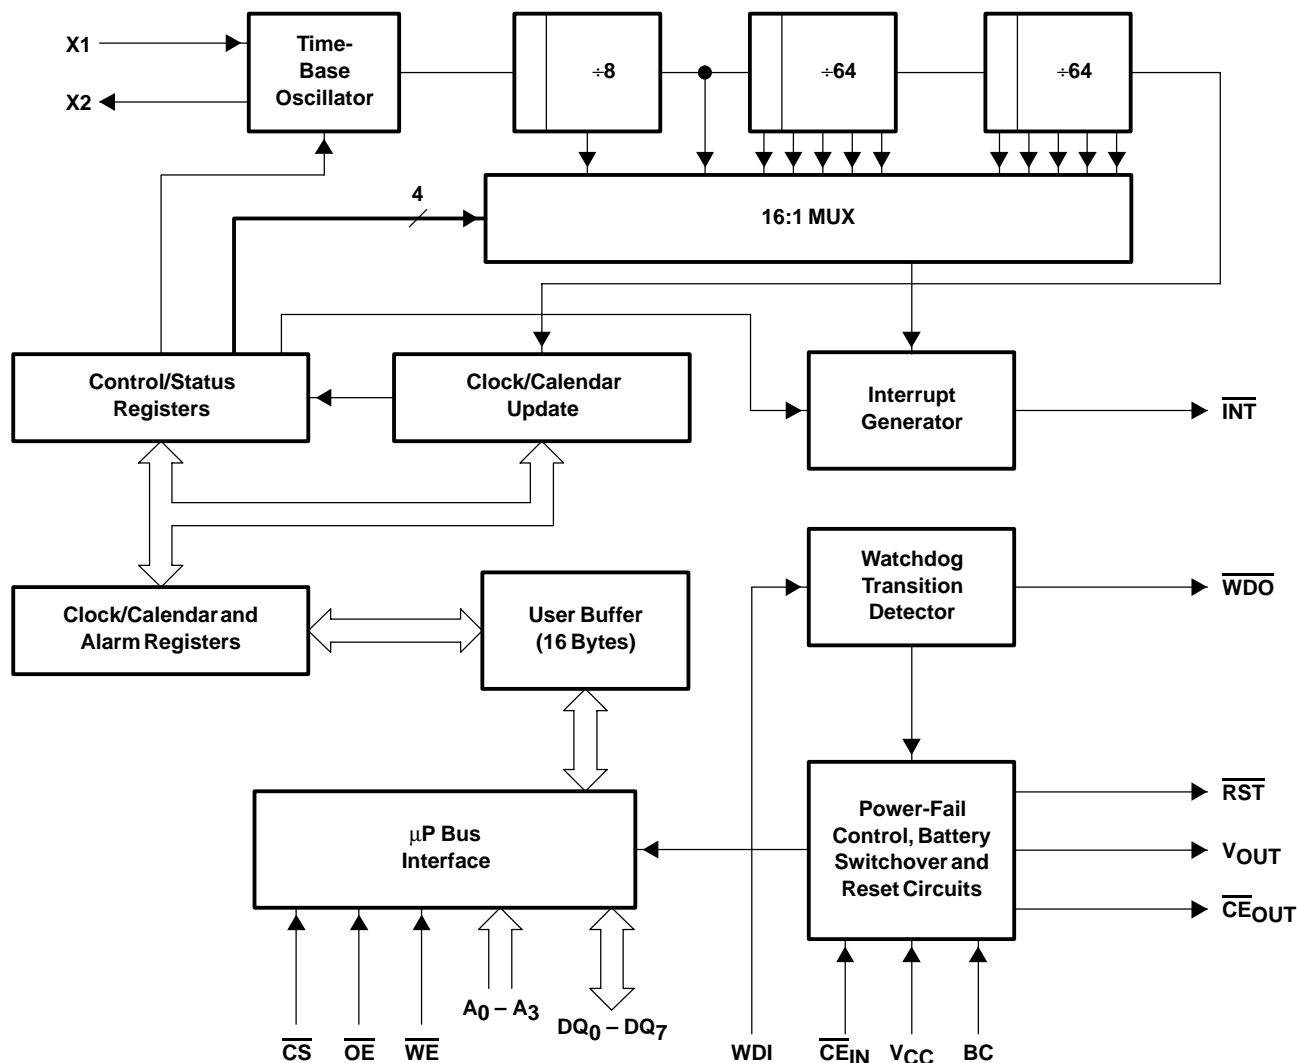 X1
X2
Time-
Base
Oscillator
÷8
÷64
÷64
4
16:1 MUX
Control/Status
Registers
Clock/Calendar
Update
Interrupt
Generator
INT
Clock/Calendar and
Alarm Registers
User Buffer
(16 Bytes)
Watchdog
Transition
Detector
WDO
μP Bus
Interface
Power-Fail
Control, Battery
Switchover and
Reset Circuits
RST
VOUT
CEOUT
A0 – A3
DQ0 – DQ7
CS
OE
WE
WDI
CEIN
VCC
BC